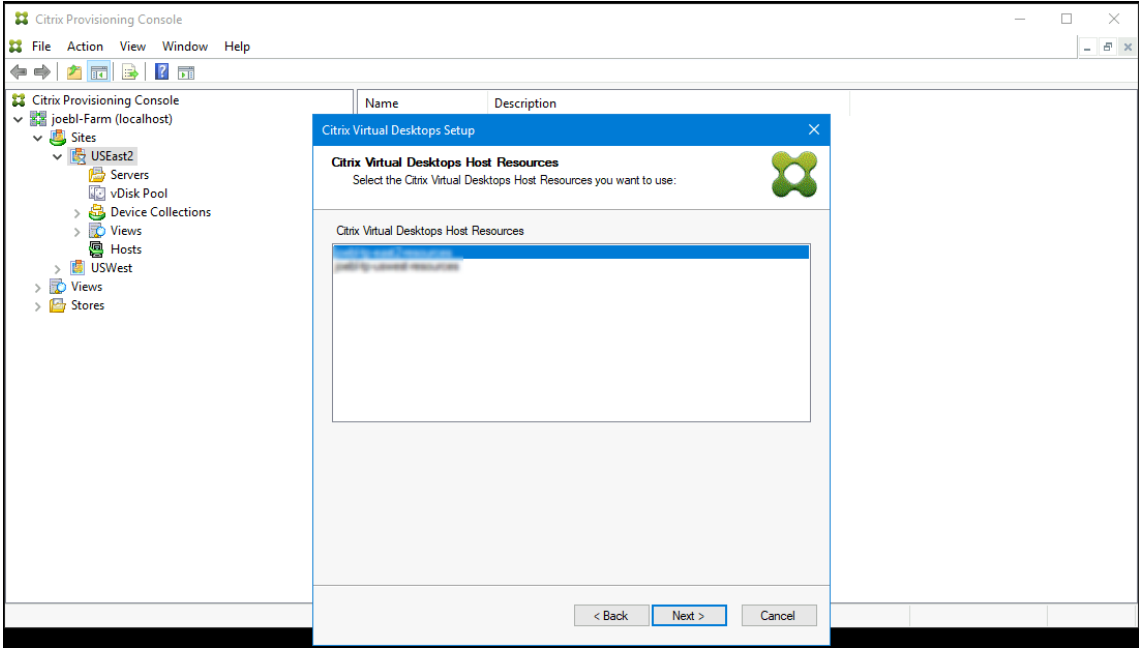 Citrix Provisioning Console
File Action View Window Help
Citrix Provisioning Console
joebl-Farm (localhost)
Sites
USEast2
Servers
vDisk Pool
Device Collections
Views
Hosts
USWest
Views
Stores
Name Description
Citrix Virtual Desktops Setup
Citrix Virtual Desktops Host Resources
Select the Citrix Virtual Desktops Host Resources you want to use:
Citrix Virtual Desktops Host Resources
< Back Next > Cancel